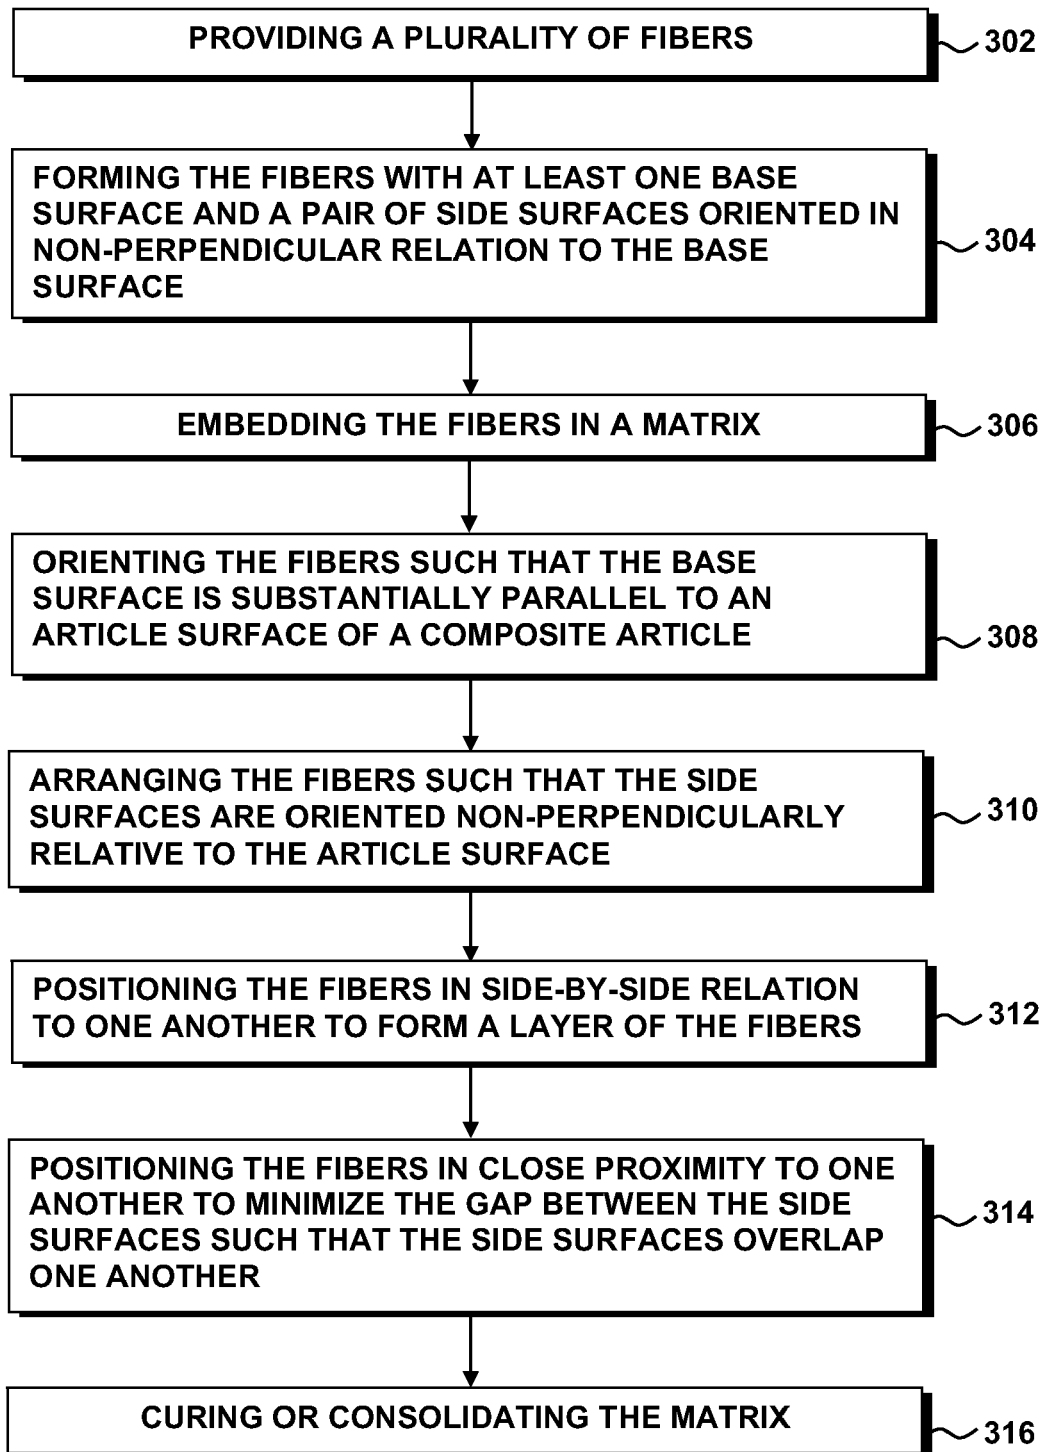 PROVIDING A PLURALITY OF FIBERS
302
FORMING THE FIBERS WITH AT LEAST ONE BASE
SURFACE AND A PAIR OF SIDE SURFACES ORIENTED IN
NON-PERPENDICULAR RELATION TO THE BASE
SURFACE
304
EMBEDDING THE FIBERS IN A MATRIX
306
ORIENTING THE FIBERS SUCH THAT THE BASE
SURFACE IS SUBSTANTIALLY PARALLEL TO AN
ARTICLE SURFACE OF A COMPOSITE ARTICLE
308
ARRANGING THE FIBERS SUCH THAT THE SIDE
SURFACES ARE ORIENTED NON-PERPENDICULARLY
RELATIVE TO THE ARTICLE SURFACE
310
POSITIONING THE FIBERS IN SIDE-BY-SIDE RELATION
TO ONE ANOTHER TO FORM A LAYER OF THE FIBERS
312
POSITIONING THE FIBERS IN CLOSE PROXIMITY TO ONE
ANOTHER TO MINIMIZE THE GAP BETWEEN THE SIDE
SURFACES SUCH THAT THE SIDE SURFACES OVERLAP
ONE ANOTHER
314
CURING OR CONSOLIDATING THE MATRIX
316